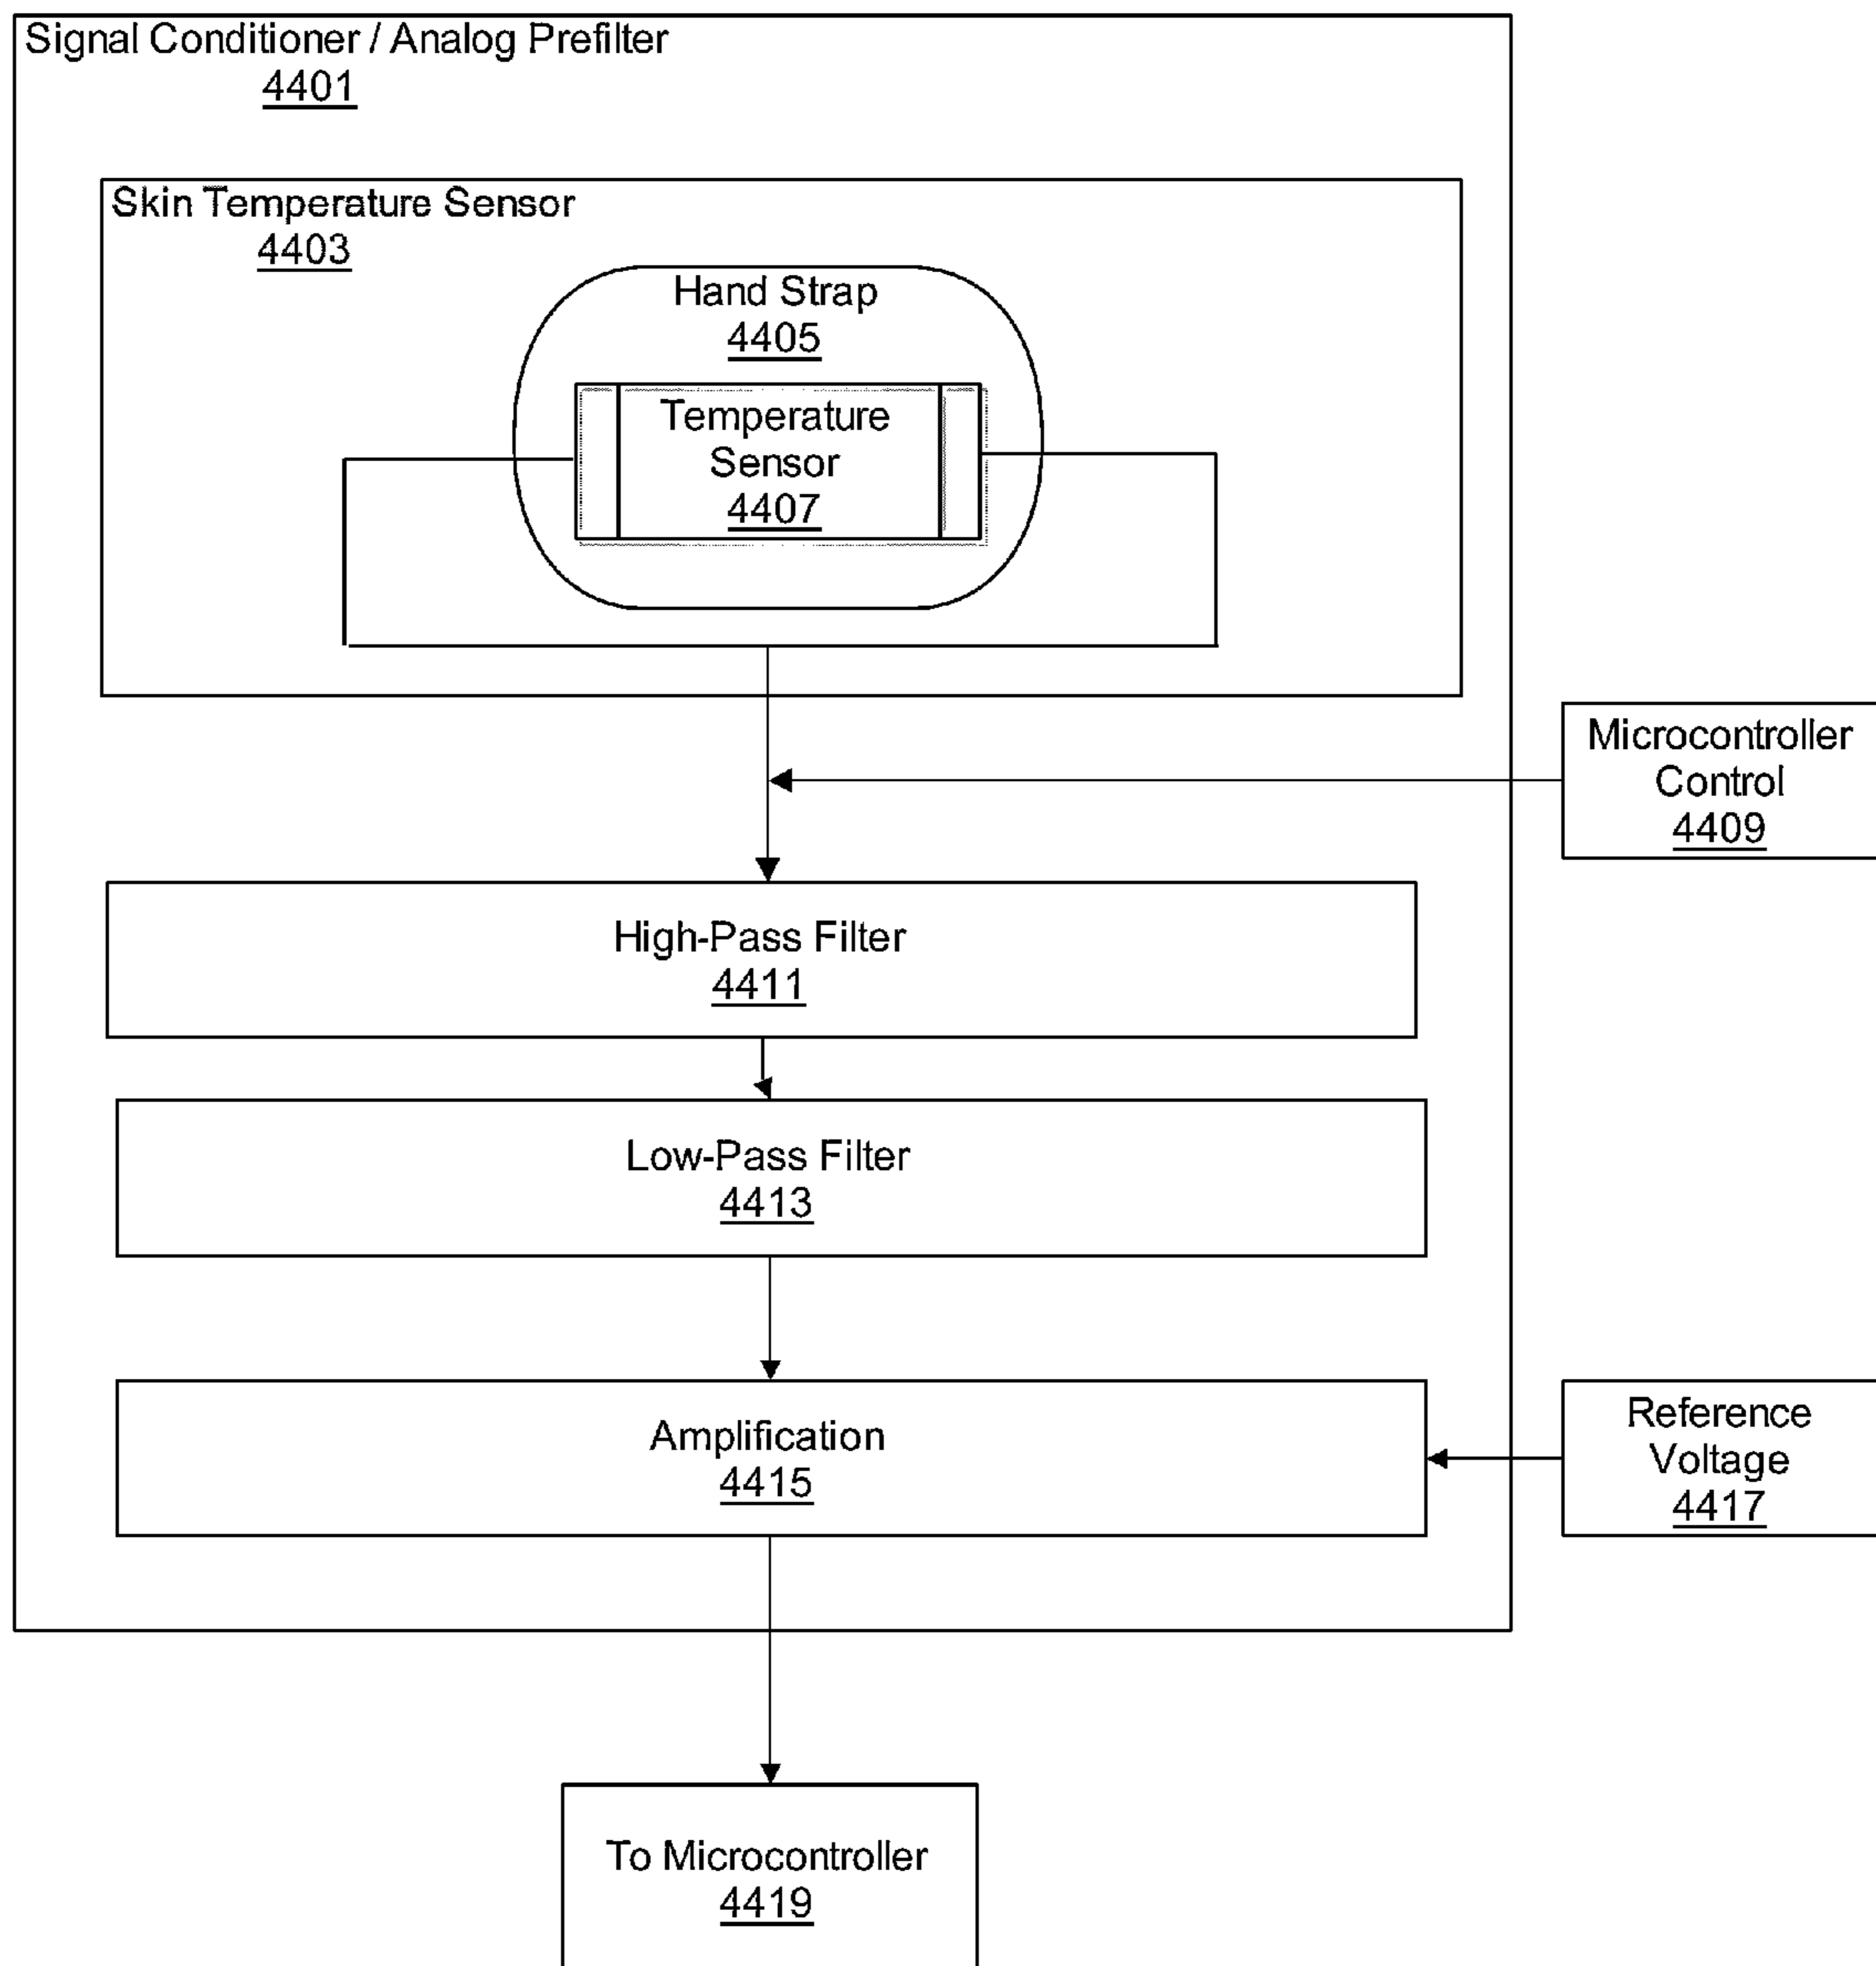 Signal Conditioner / Analog Prefilter
4401
Skin Temperature Sensor
4403
Hand Strap
4405
Temperature
Sensor
4407
Microcontroller
Control
4409
High-Pass Filter
4411
Low-Pass Filter
4413
Amplification
4415
Reference
Voltage
4417
To Microcontroller
4419